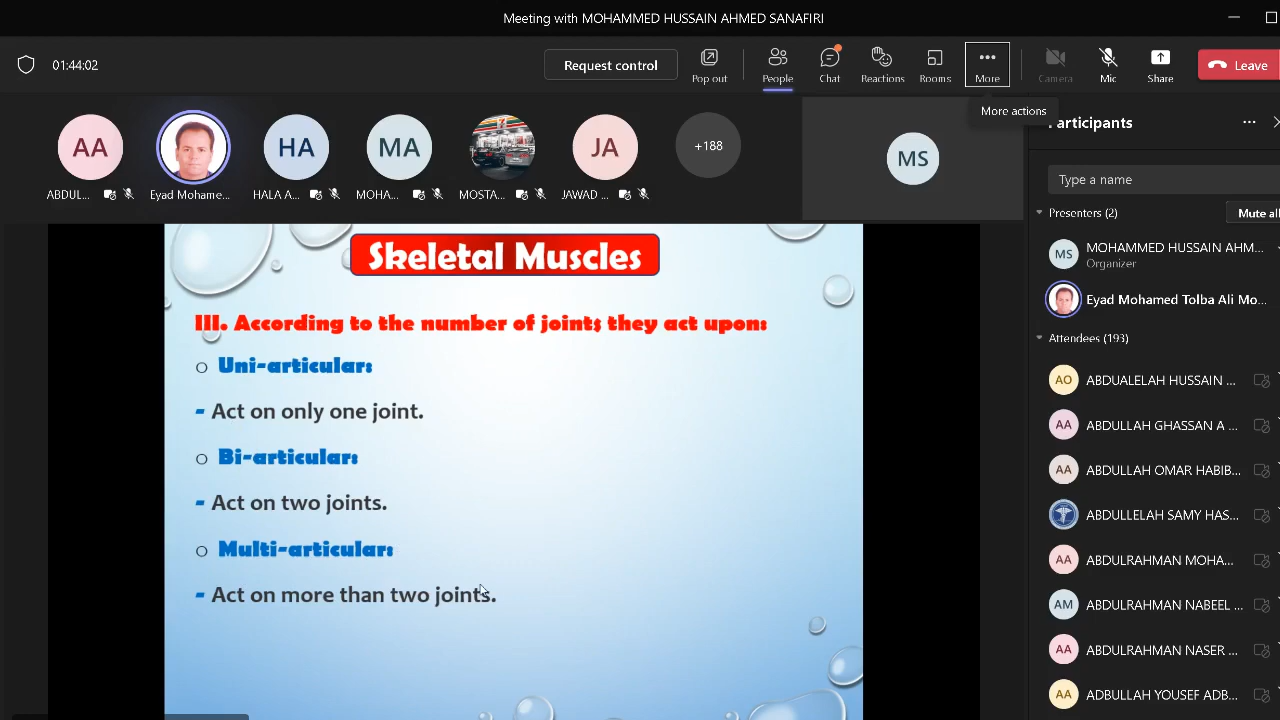 Meeting with MOHAMMED HUSSAIN AHMED SANAFIRI
01:44:02
Request control
Pop out
People
Chat
Reactions
Rooms
More
Camera
Mic
Share
Leave
More actions
AA
HA
MA
JA
+188
MS
ABDUL...
Eyad Mohame...
HALA A...
MOHA...
MOSTA...
JAWAD ...
Participants
Type a name
Presenters (2)
Mute all
MS
MOHAMMED HUSSAIN AHM...
Organizer
Eyad Mohamed Tolba Ali Mo...
Attendees (193)
AO
ABDUALELAH HUSSAIN ...
AA
ABDULLAH GHASSAN A ...
AA
ABDULLAH OMAR HABIB...
ABDULLELAH SAMY HAS...
AA
ABDULRAHMAN MOHA...
AM
ABDULRAHMAN NABEEL ...
AA
ABDULRAHMAN NASER ...
AA
ADBULLAH YOUSEF ADB...
Skeletal Muscles
III. According to the number of joints they act upon:
o Uni-articular:
- Act on only one joint.
o Bi-articular:
- Act on two joints.
o Multi-articular:
- Act on more than two joints.